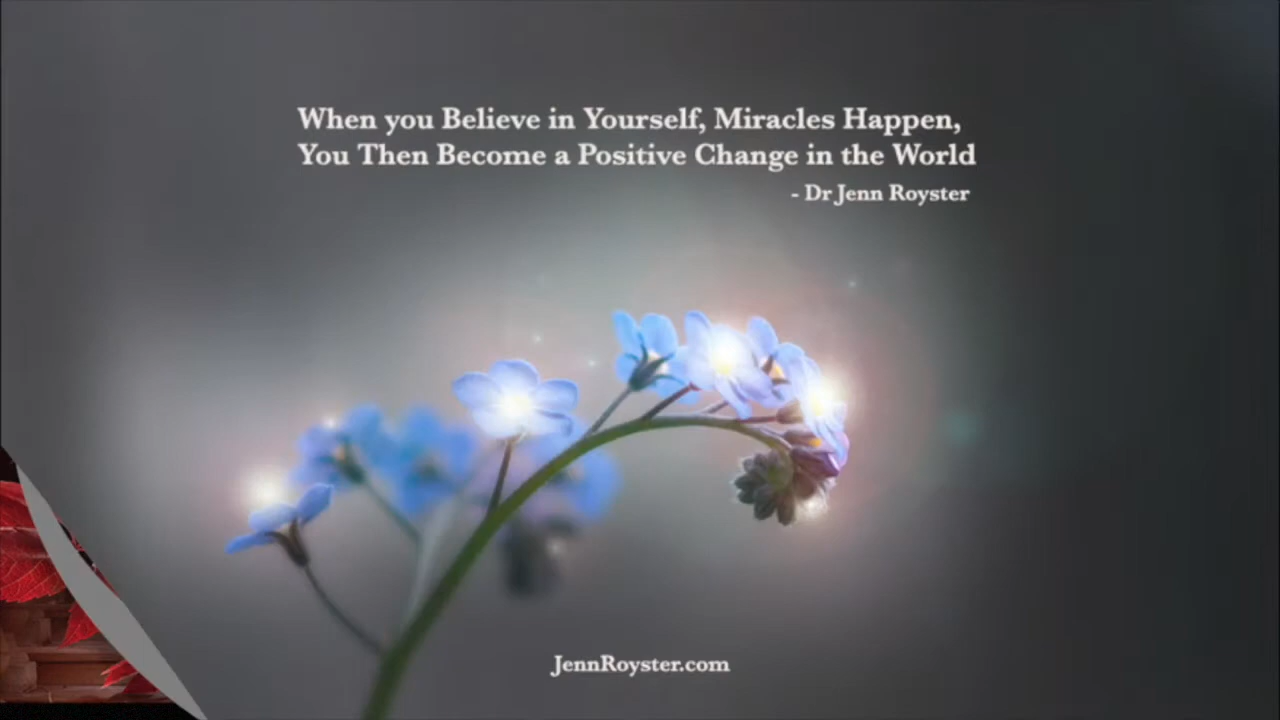 When you Believe in Yourself, Miracles Happen,
You Then Become a Positive Change in the World
- Dr Jenn Royster
JennRoyster.com